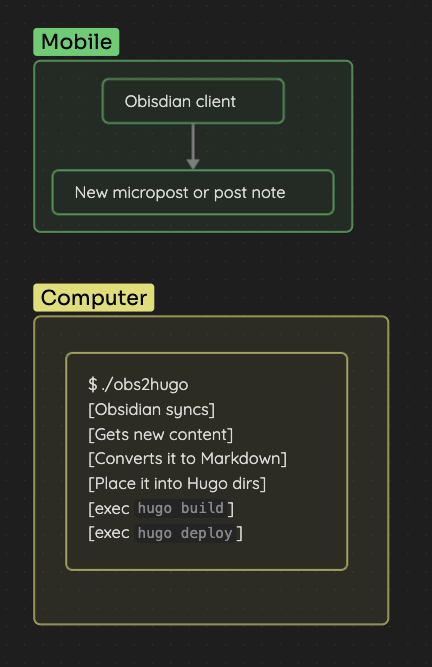 Mobile
Obisdian client
New micropost or post note
Computer
$ ./obs2hugo
[Obsidian syncs]
[Gets new content]
[Converts it to Markdown]
[Place it into Hugo dirs]
[exec hugo build]
[exec hugo deploy]